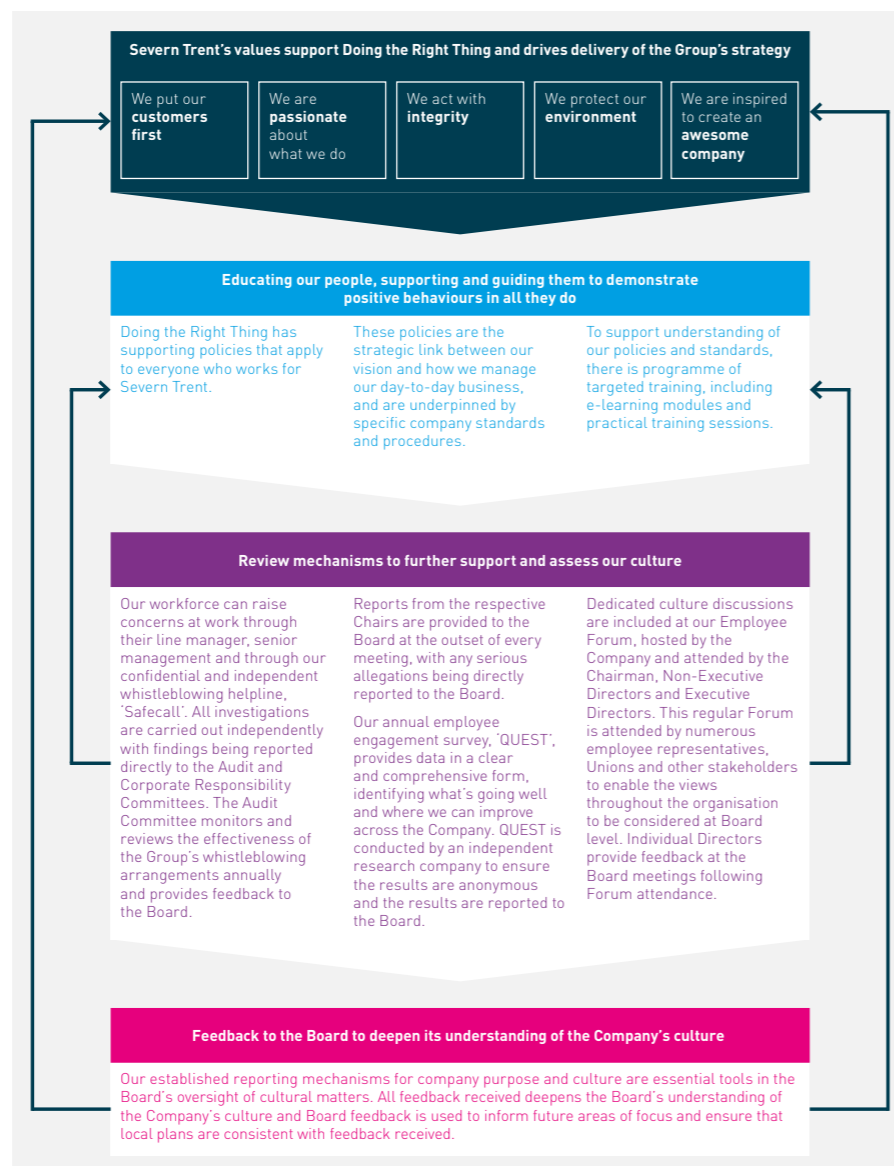 Severn Trent's values support Doing the Right Thing and drives delivery of the Group's strategy
We put our
customers
first
We are
passionate
about
what we do
We act with
integrity
We protect our
environment
We are inspired
to create an
awesome
company
Educating our people, supporting and guiding them to demonstrate
positive behaviours in all they do
Doing the Right Thing has
supporting policies that apply
to everyone who works for
Severn Trent.
These policies are the
strategic link between our
vision and how we manage
our day-to-day business,
and are underpinned by
specific company standards
and procedures.
To support understanding of
our policies and standards,
there is programme of
targeted training, including
e-learning modules and
practical training sessions.
Review mechanisms to further support and assess our culture
Our workforce can raise
concerns at work through
their line manager, senior
management and through our
confidential and independent
whistleblowing helpline,
‘Safecall’. All investigations
are carried out independently
with findings being reported
directly to the Audit and
Corporate Responsibility
Committees. The Audit
Committee monitors and
reviews the effectiveness of
the Group's whistleblowing
arrangements annually
and provides feedback to
the Board.
Reports from the respective
Chairs are provided to the
Board at the outset of every
meeting, with any serious
allegations being directly
reported to the Board.
Our annual employee
engagement survey, ‘QUEST’,
provides data in a clear
and comprehensive form,
identifying what's going well
and where we can improve
across the Company. QUEST is
conducted by an independent
research company to ensure
the results are anonymous
and the results are reported to
the Board.
Dedicated culture discussions
are included at our Employee
Forum, hosted by the
Company and attended by the
Chairman, Non-Executive
Directors and Executive
Directors. This regular Forum
is attended by numerous
employee representatives,
Unions and other stakeholders
to enable the views
throughout the organisation
to be considered at Board
level. Individual Directors
provide feedback at the
Board meetings following
Forum attendance.
Feedback to the Board to deepen its understanding of the Company's culture
Our established reporting mechanisms for company purpose and culture are essential tools in the
Board's oversight of cultural matters. All feedback received deepens the Board's understanding of
the Company's culture and Board feedback is used to inform future areas of focus and ensure that
local plans are consistent with feedback received.